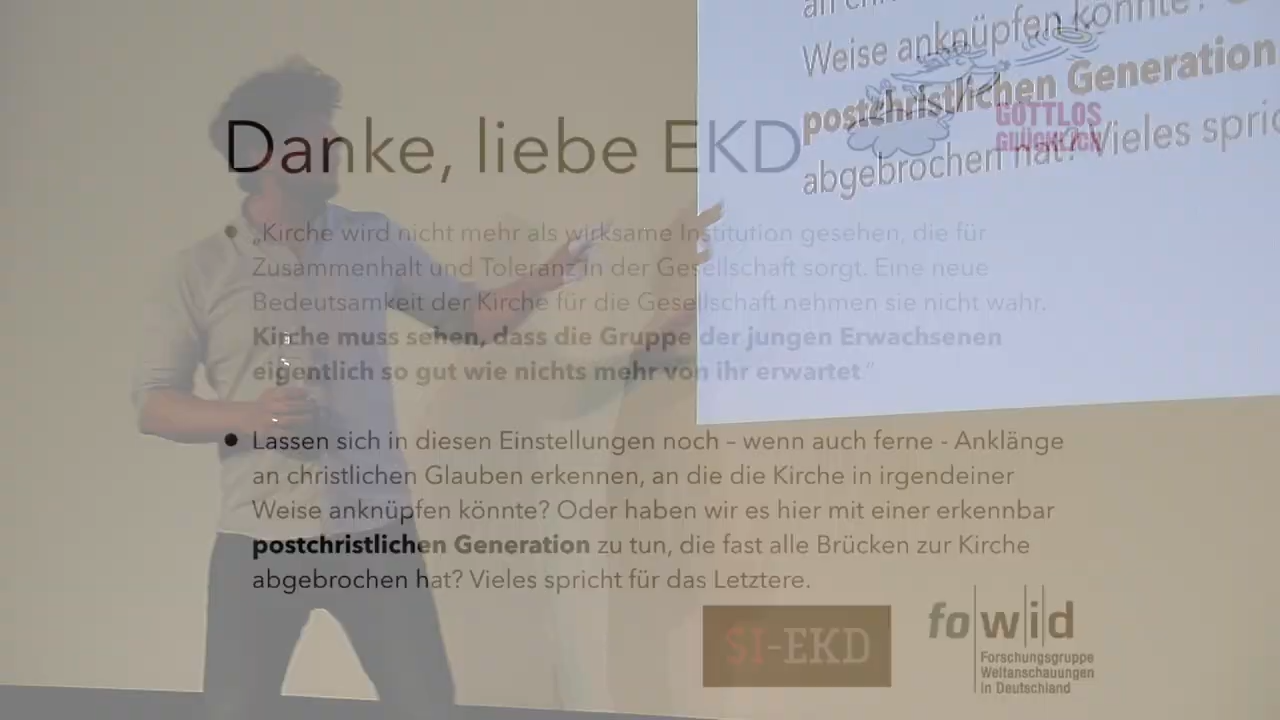 an
Weise anknüpfen könnte?
postchristlichen Generation
abgebrochen hat? Vieles spric
GOTTLOS
GLÜCKLICH
Danke, liebe EKD
• „Kirche wird nicht mehr als wirksame Institution gesehen, die für
Zusammenhalt und Toleranz in der Gesellschaft sorgt. Eine neue
Bedeutsamkeit der Kirche für die Gesellschaft nehmen sie nicht wahr.
Kirche muss sehen, dass die Gruppe der jungen Erwachsenen
eigentlich so gut wie nichts mehr von ihr erwartet.“
• Lassen sich in diesen Einstellungen noch – wenn auch ferne - Anklänge
an christlichen Glauben erkennen, an die die Kirche in irgendeiner
Weise anknüpfen könnte? Oder haben wir es hier mit einer erkennbar
postchristlichen Generation zu tun, die fast alle Brücken zur Kirche
abgebrochen hat? Vieles spricht für das Letztere.
SI-EKD
fowid
Forschungsgruppe
Weltanschauungen
in Deutschland